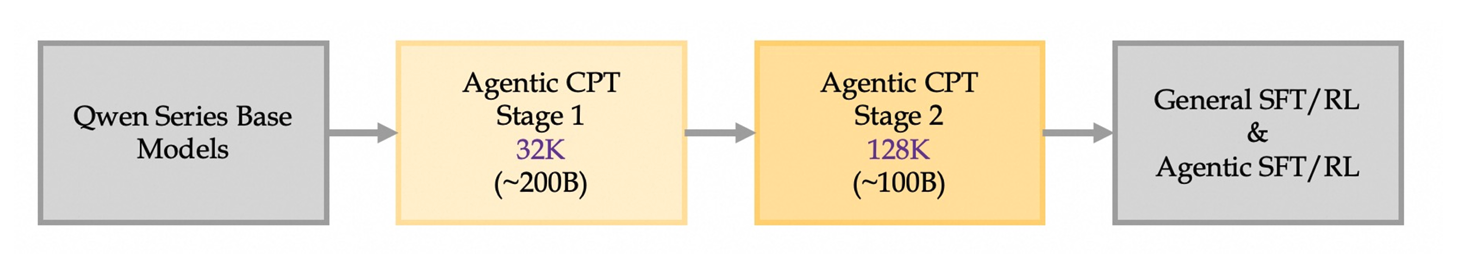 Qwen Series Base
Models
Agentic CPT
Stage 1
32K
(~200B)
Agentic CPT
Stage 2
128K
(~100B)
General SFT/RL
&
Agentic SFT/RL